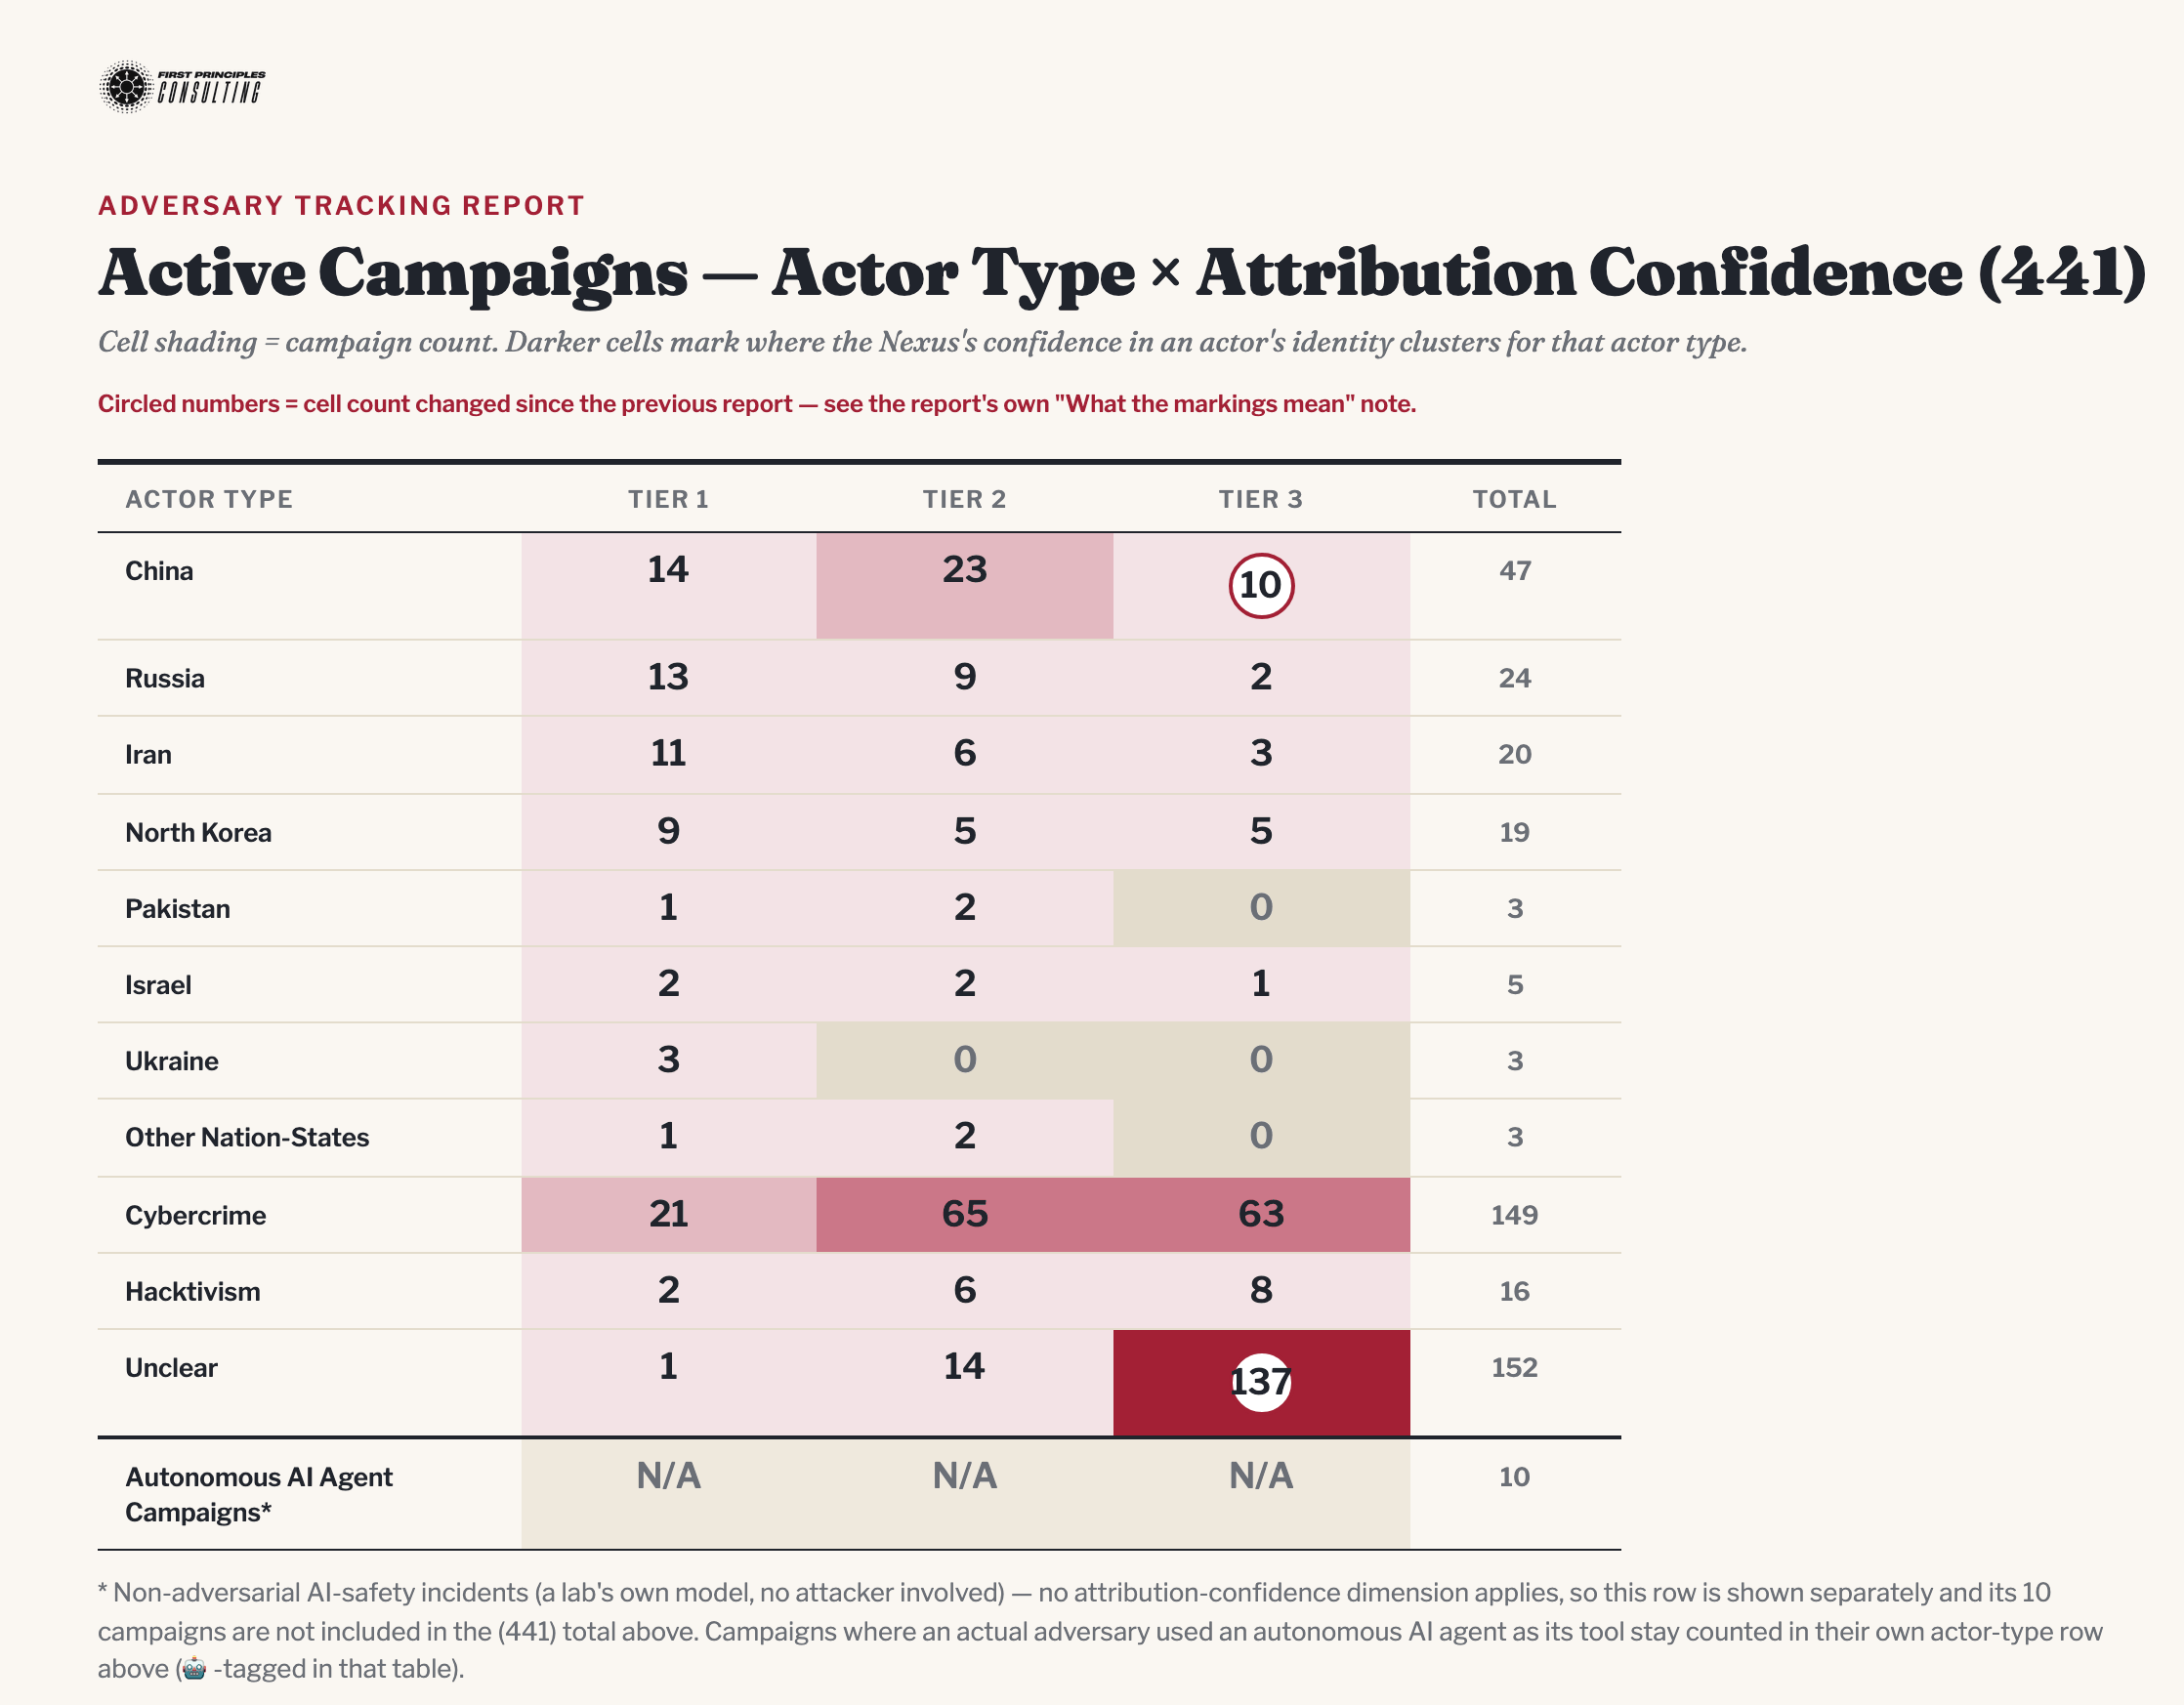 FIRST PRINCIPLES
CONSULTING
ADVERSARY TRACKING REPORT
Active Campaigns — Actor Type × Attribution Confidence (441)
Cell shading = campaign count. Darker cells mark where the Nexus's confidence in an actor's identity clusters for that actor type.
Circled numbers = cell count changed since the previous report — see the report's own "What the markings mean" note.
ACTOR TYPE TIER 1 TIER 2 TIER 3 TOTAL
China 14 23 10 47
Russia 13 9 2 24
Iran 11 6 3 20
North Korea 9 5 5 19
Pakistan 1 2 0 3
Israel 2 2 1 5
Ukraine 3 0 0 3
Other Nation-States 1 2 0 3
Cybercrime 21 65 63 149
Hacktivism 2 6 8 16
Unclear 1 14 137 152
Autonomous AI Agent N/A N/A N/A 10
Campaigns*
* Non-adversarial AI-safety incidents (a lab's own model, no attacker involved) — no attribution-confidence dimension applies, so this row is shown separately and its 10
campaigns are not included in the (441) total above. Campaigns where an actual adversary used an autonomous AI agent as its tool stay counted in their own actor-type row
above (🤖 -tagged in that table).